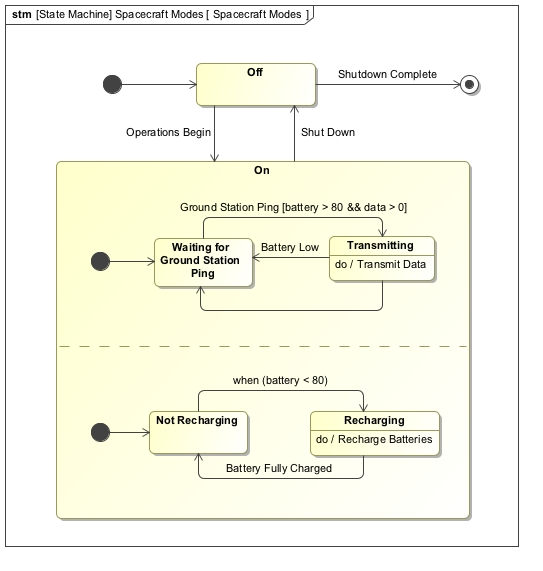 stm [State Machine] Spacecraft Modes [ Spacecraft Modes ]
Off
Shutdown Complete
Operations Begin
Shut Down
On
Ground Station Ping [battery > 80 && data > 0]
Waiting for
Ground Station
Ping
Battery Low
Transmitting
do / Transmit Data
when (battery < 80)
Not Recharging
Recharging
do / Recharge Batteries
Battery Fully Charged